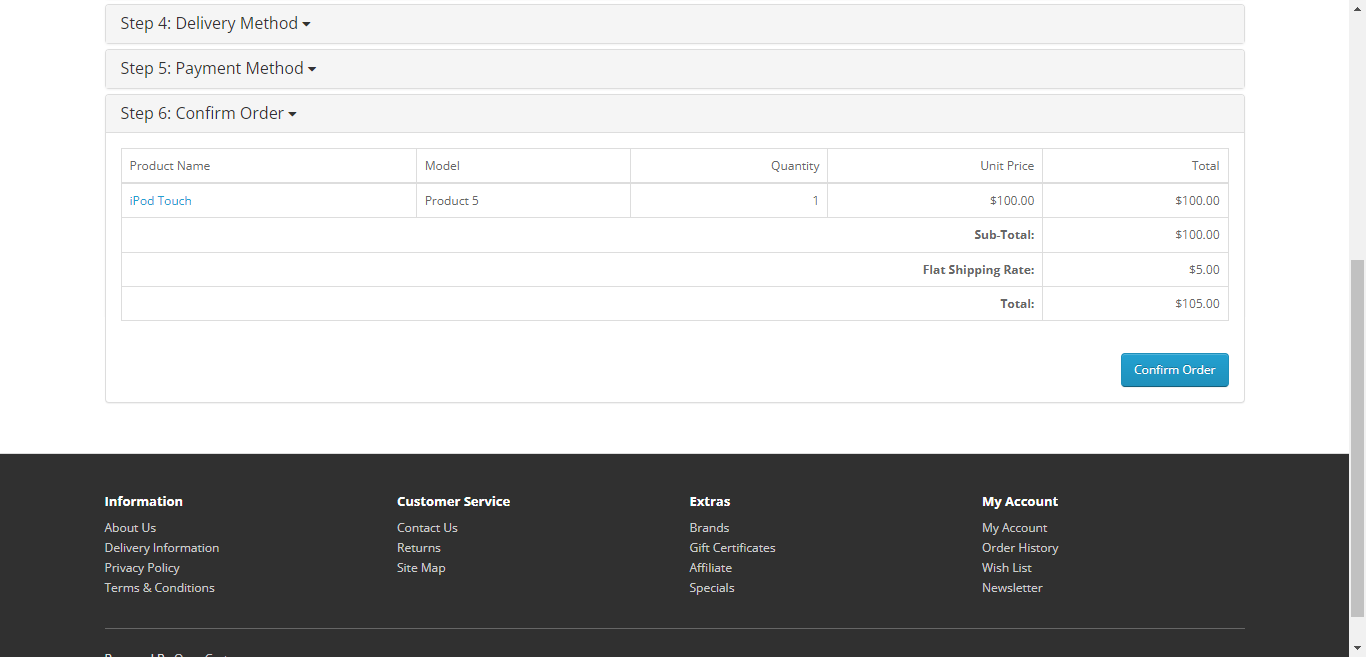 Step 4: Delivery Method
Step 5: Payment Method
Step 6: Confirm Order
Product Name Model Quantity Unit Price Total
iPod Touch Product 5 1 $100.00 $100.00
Sub-Total: $100.00
Flat Shipping Rate: $5.00
Total: $105.00
Confirm Order
Information
About Us
Delivery Information
Privacy Policy
Terms & Conditions
Customer Service
Contact Us
Returns
Site Map
Extras
Brands
Gift Certificates
Affiliate
Specials
My Account
My Account
Order History
Wish List
Newsletter